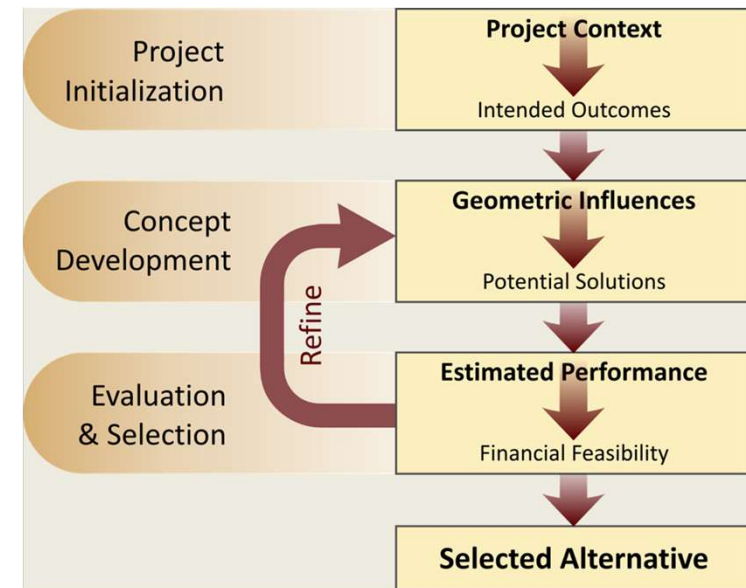 Project
Initialization
Project Context
Intended Outcomes
Concept
Development
Geometric Influences
Potential Solutions
Refine
Evaluation
& Selection
Estimated Performance
Financial Feasibility
Selected Alternative